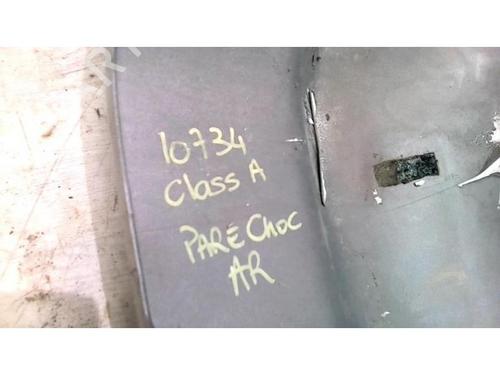 10734
Class A
PARE Choc
AR